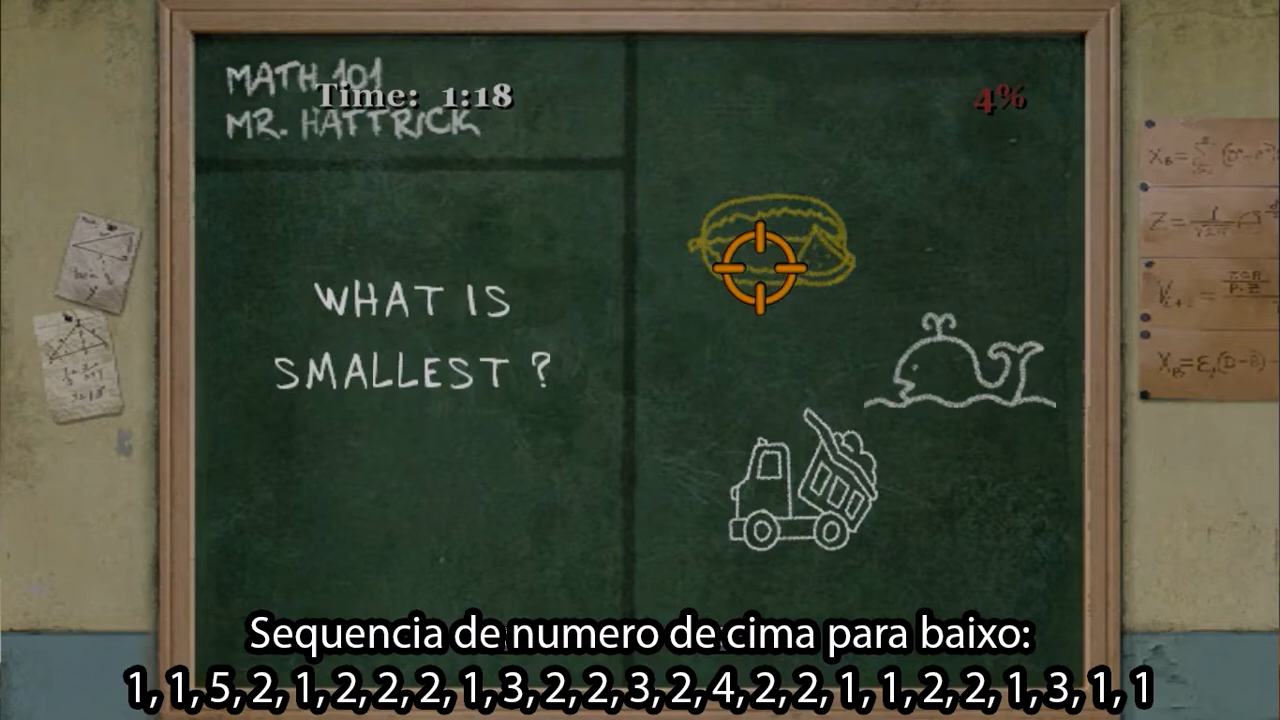 MATH 101
Time: 1:18
4%
MR. HATTRICK
WHAT IS
SMALLEST ?
Sequencia de numero de cima para baixo:
1, 1, 5, 2, 1, 2, 2, 2, 1, 3, 2, 2, 3, 2, 4, 2, 2, 1, 1, 2, 2, 1, 3, 1, 1